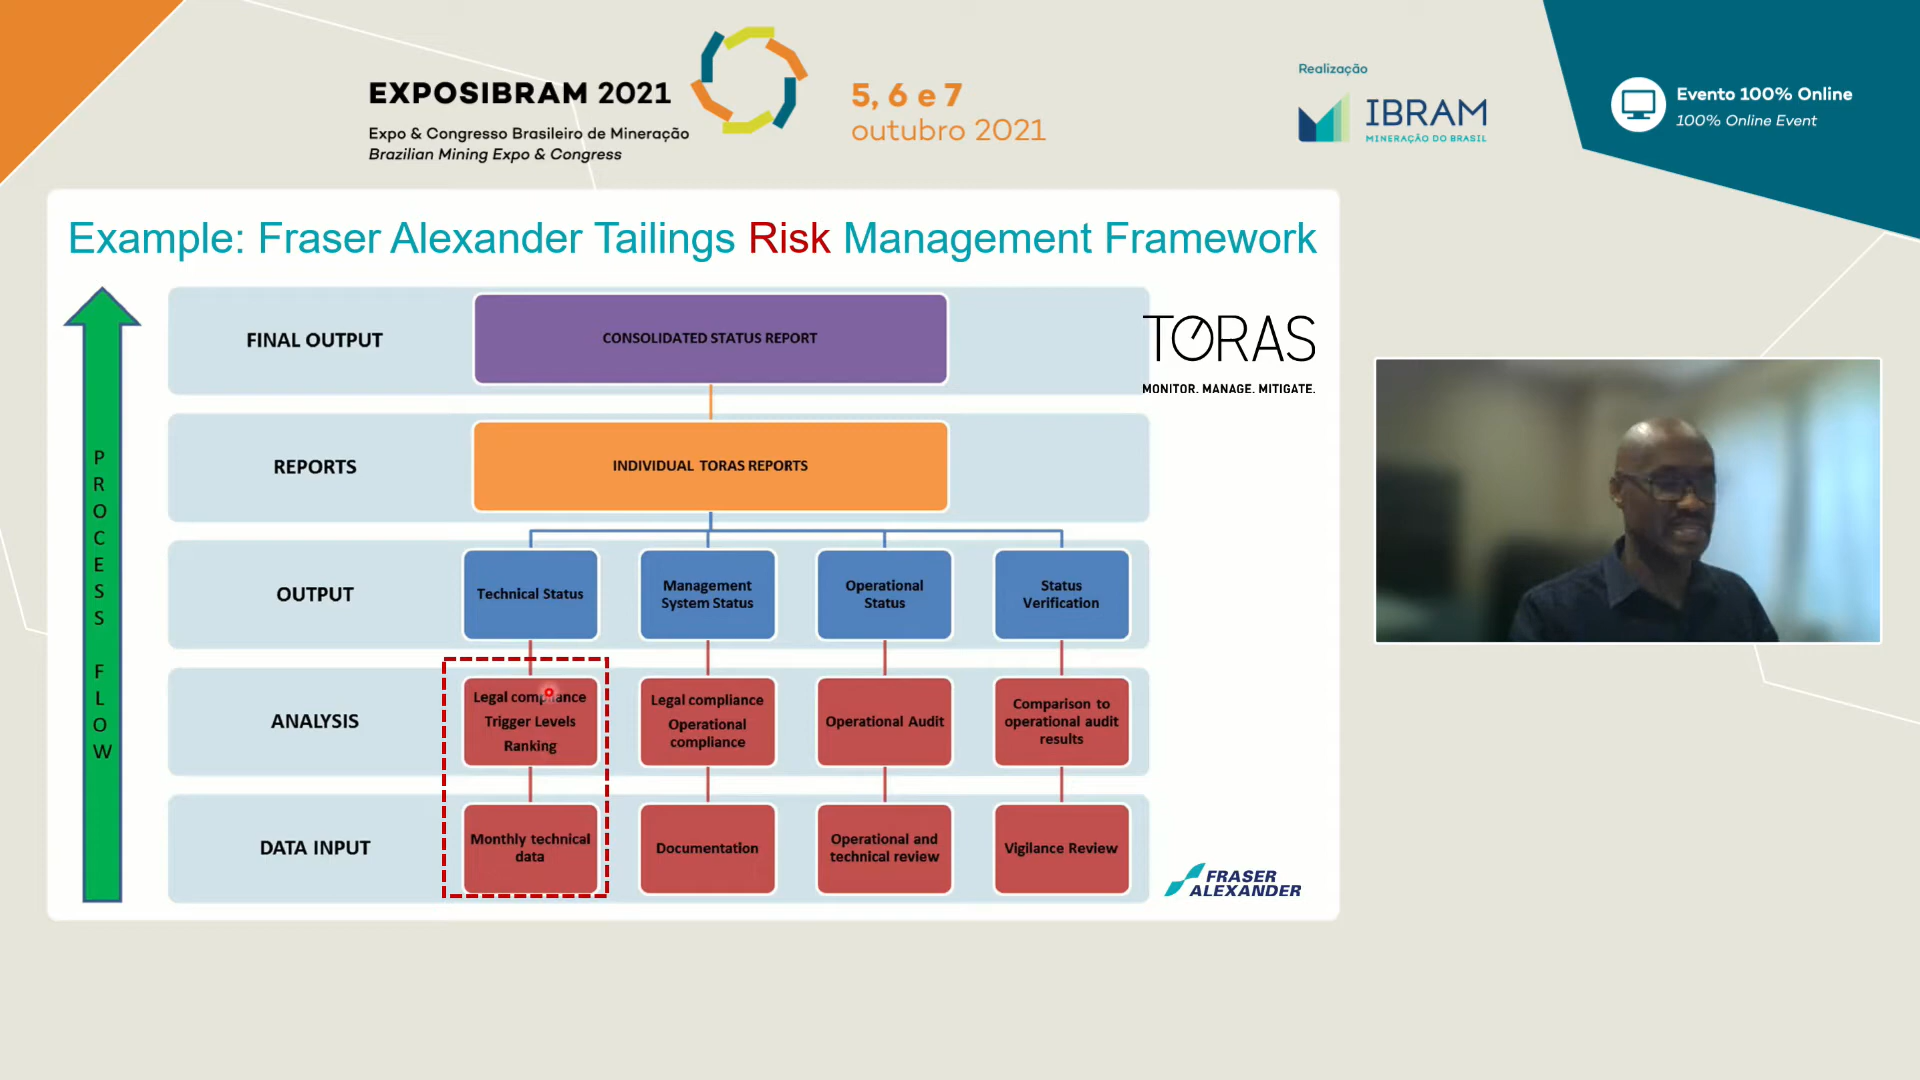 EXPOSIBRAM 2021
Expo & Congresso Brasileiro de Mineração
Brazilian Mining Expo & Congress
5, 6 e 7
outubro 2021
Realização
IBRAM
MINERAÇÃO DO BRASIL
Evento 100% Online
100% Online Event
Example: Fraser Alexander Tailings Risk Management Framework
PROCESS FLOW
FINAL OUTPUT
CONSOLIDATED STATUS REPORT
TORAS
MONITOR. MANAGE. MITIGATE.
REPORTS
INDIVIDUAL TORAS REPORTS
OUTPUT
Technical Status
Management
System Status
Operational
Status
Status
Verification
ANALYSIS
Legal compliance
Trigger Levels
Ranking
Legal compliance
Operational
compliance
Operational Audit
Comparison to
operational audit
results
DATA INPUT
Monthly technical
data
Documentation
Operational and
technical review
Vigilance Review
FRASER
ALEXANDER